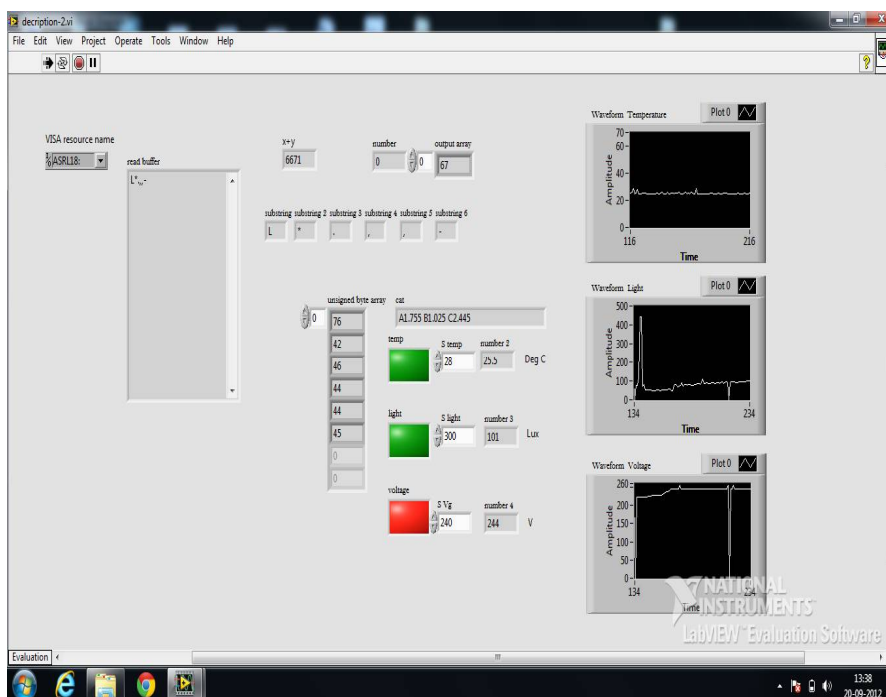 decription-2.vi
File Edit View Project Operate Tools Window Help
VISA resource name
ASRL18:
read buffer
L*,,,-
x+y
6671
number
0
0
output array
67
substring substring 2 substring 3 substring 4 substring 5 substring 6
L * . , , -
unsigned byte array
0
76
42
46
44
44
45
0
0
cat
A1.755 B1.025 C2.445
temp
S temp
28
number 2
25.5
Deg C
light
S light
300
number 3
101
Lux
voltage
S Vg
240
number 4
244
V
Waveform Temperature
Plot 0
Amplitude
70-
60-
40-
20-
0-
116 216
Time
Waveform Light
Plot 0
Amplitude
500-
400-
300-
200-
100-
0-
134 234
Time
Waveform Voltage
Plot 0
Amplitude
260-
200-
150-
100-
50-
0-
134 234
Time
NATIONAL
INSTRUMENTS
LabVIEW Evaluation Software
Evaluation
13:38
20-09-2012